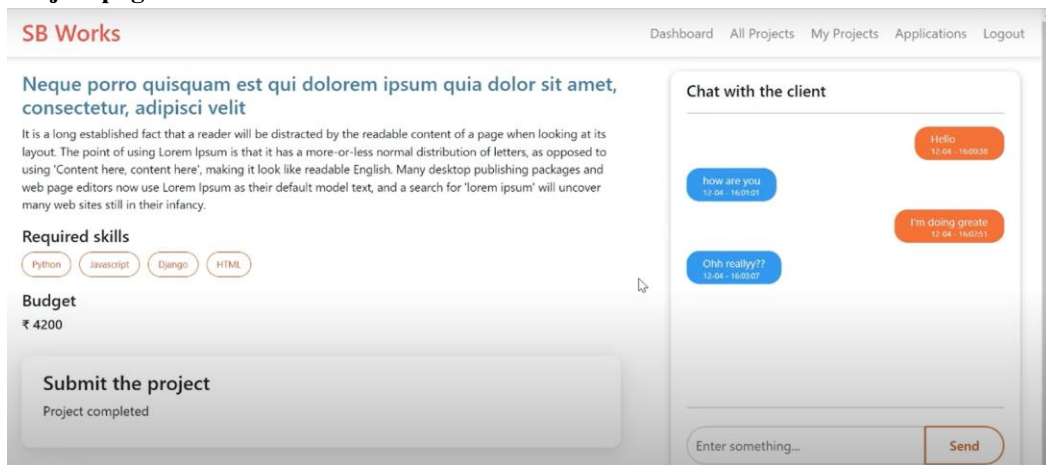 SB Works
Dashboard All Projects My Projects Applications Logout
Neque porro quisquam est qui dolorem ipsum quia dolor sit amet,
consectetur, adipisci velit
It is a long established fact that a reader will be distracted by the readable content of a page when looking at its
layout. The point of using Lorem Ipsum is that it has a more-or-less normal distribution of letters, as opposed to
using 'Content here, content here', making it look like readable English. Many desktop publishing packages and
web page editors now use Lorem Ipsum as their default model text, and a search for 'lorem ipsum' will uncover
many web sites still in their infancy.
Required skills
Python Javascript Django HTML
Budget
₹ 4200
Submit the project
Project completed
Chat with the client
Hello
12-04 - 16:00:38
how are you
12-04 - 16:01:01
I'm doing greate
12-04 - 16:02:51
Ohh reallyy??
12-04 - 16:03:07
Enter something...
Send